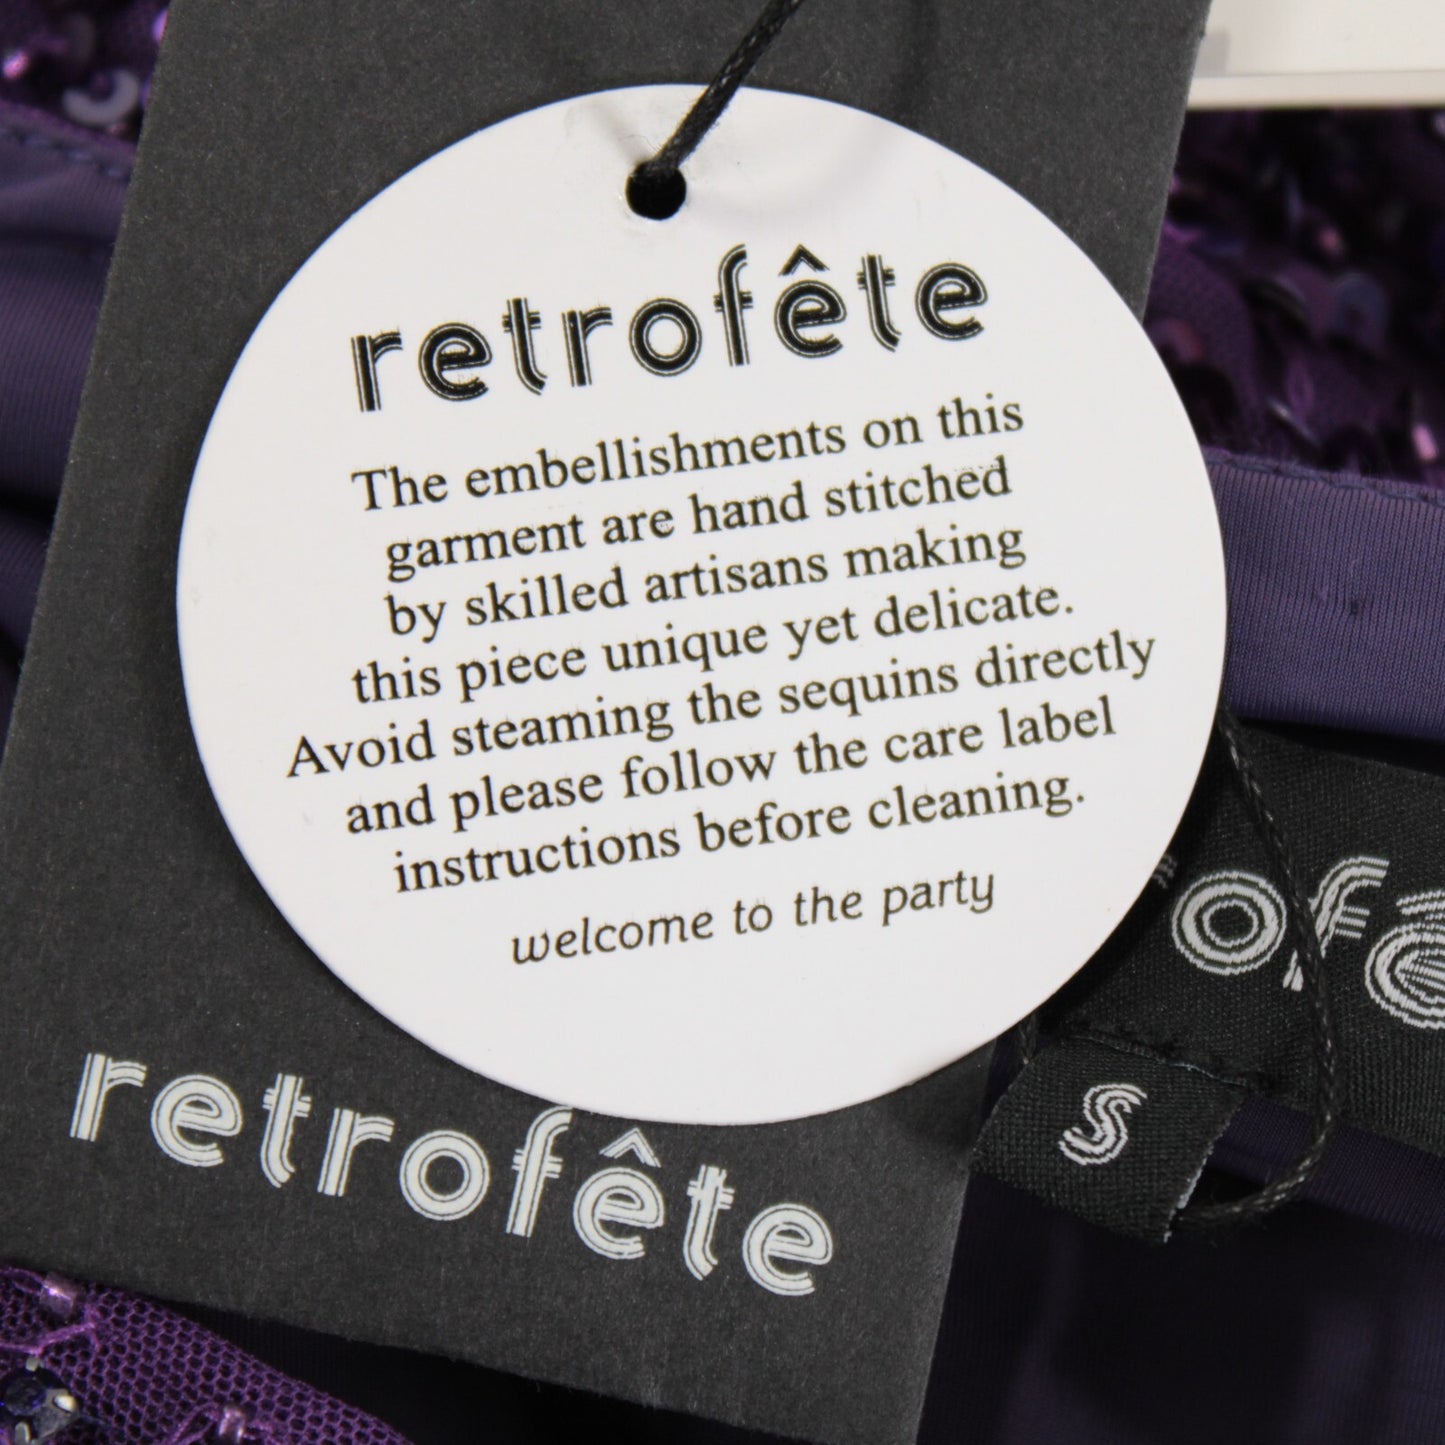 retrofête
The embellishments on this
garment are hand stitched
by skilled artisans making
this piece unique yet delicate.
Avoid steaming the sequins directly
and please follow the care label
instructions before cleaning.
welcome to the party
retrofête
ofê
S